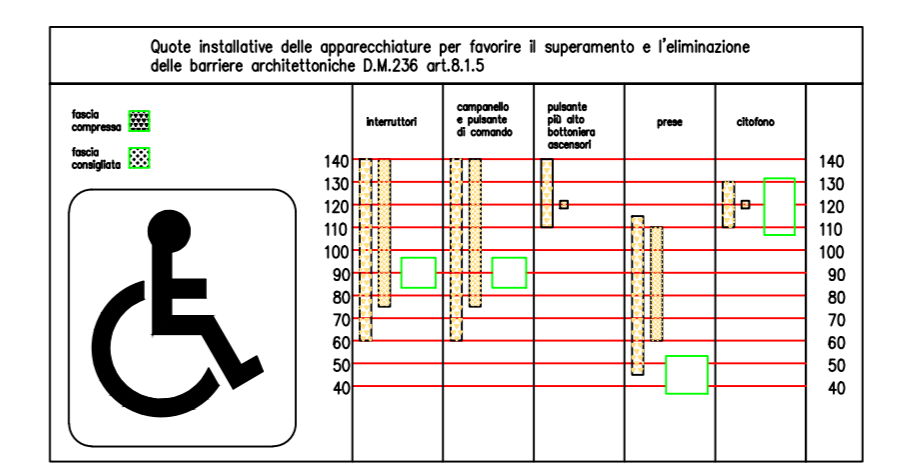 Quote installative delle apparecchiature per favorire il superamento e l'eliminazione
delle barriere architettoniche D.M.236 art.8.1.5
fascia
compressa
fascia
consigliata
interruttori
campanello
e pulsante
di comando
pulsante
più alto
bottoniera
ascensori
prese
citofono
140 140
130 130
120 120
110 110
100 100
90 90
80 80
70 70
60 60
50 50
40 40